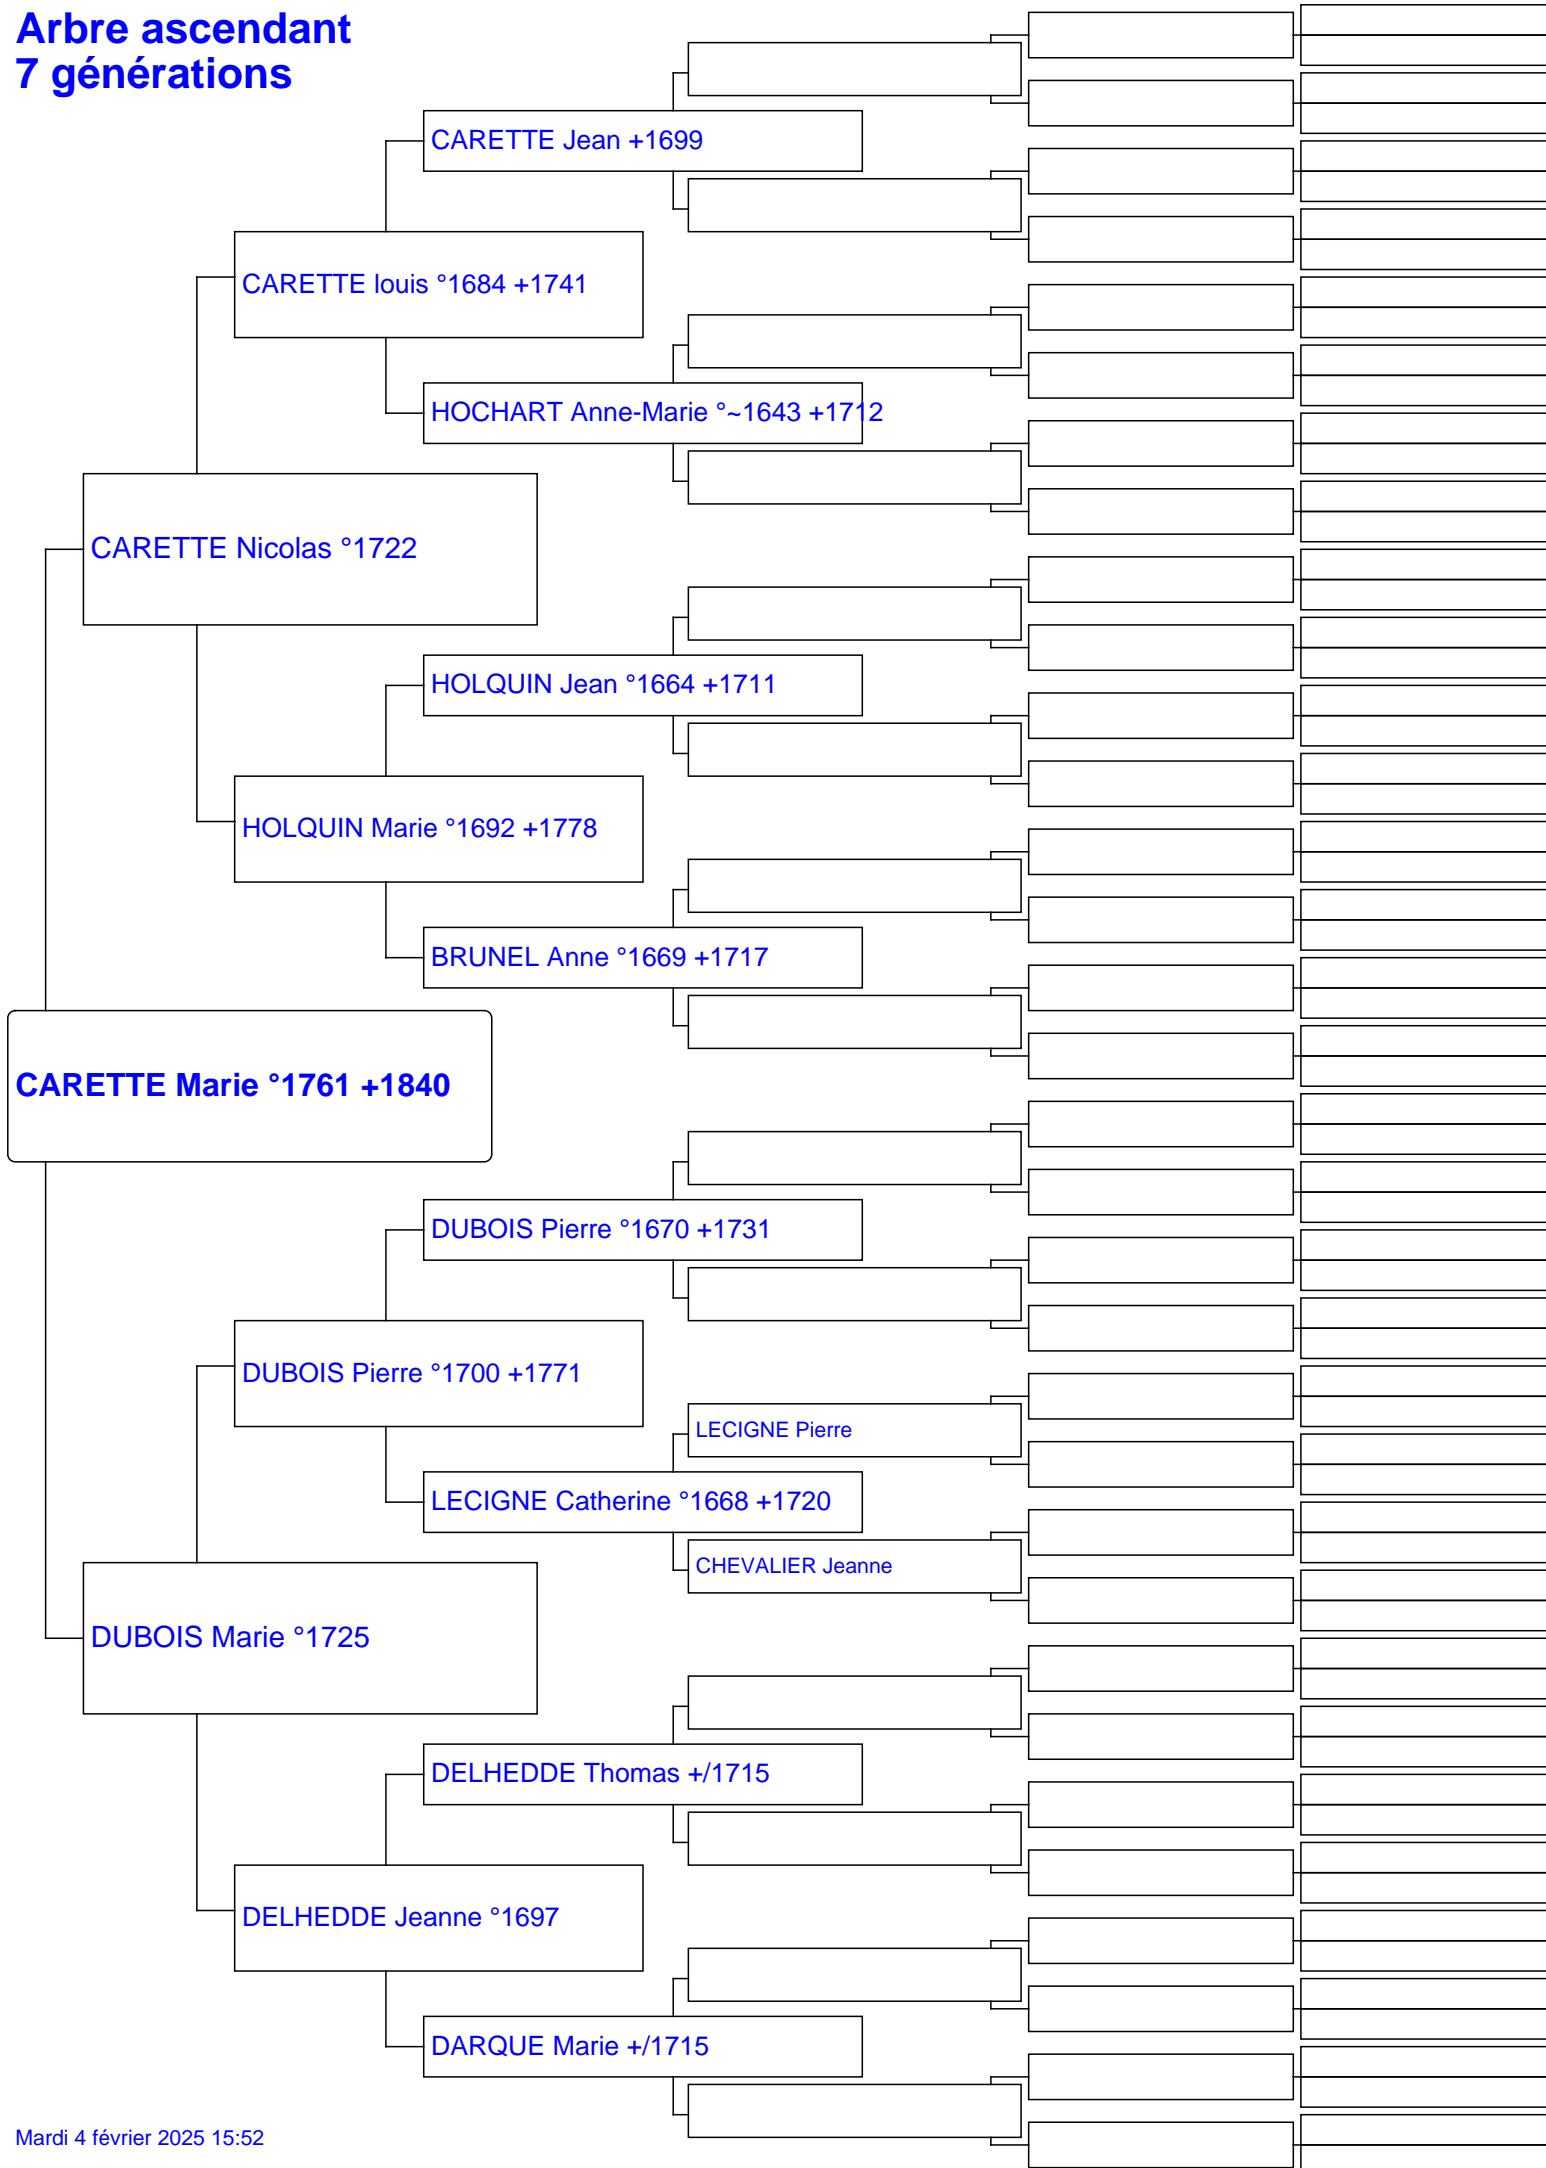 Arbre ascendant
7 générations
CARETTE Jean +1699
CARETTE louis °1684 +1741
HOCHART Anne-Marie °~1643 +1712
CARETTE Nicolas °1722
HOLQUIN Jean °1664 +1711
HOLQUIN Marie °1692 +1778
BRUNEL Anne °1669 +1717
CARETTE Marie °1761 +1840
DUBOIS Pierre °1670 +1731
DUBOIS Pierre °1700 +1771
LECIGNE Pierre
LECIGNE Catherine °1668 +1720
CHEVALIER Jeanne
DUBOIS Marie °1725
DELHEDDE Thomas +/1715
DELHEDDE Jeanne °1697
DARQUE Marie +/1715
Mardi 4 février 2025 15:52